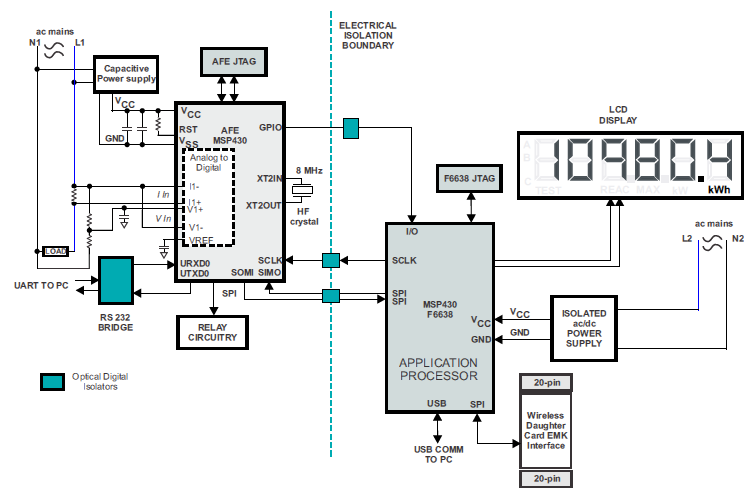 ELECTRICAL
ISOLATION
BOUNDARY
ac mains
N1
L1
Capacitive
Power supply
AFE JTAG
VCC
GND
VCC
RST
VSS
AFE
MSP430
GPIO
Analog to
Digital
I1-
I1+
V1+
V1-
VREF
I In
V In
XT2IN
XT2OUT
8 MHz
HF
crystal
LOAD
URXD0
UTXD0
SOMI
SIMO
SCLK
SPI
UART TO PC
RS 232
BRIDGE
RELAY
CIRCUITRY
Optical Digital
Isolators
LCD
DISPLAY
A
B
C
109880.4
TEST
REAC
MAX
kW
kWh
F6638 JTAG
I/O
SCLK
SPI
SPI
MSP430
F6638
VCC
GND
APPLICATION
PROCESSOR
USB
SPI
VCC
GND
ISOLATED
ac/dc
POWER
SUPPLY
ac mains
L2
N2
USB COMM
TO PC
20-pin
Wireless
Daughter
Card EMK
Interface
20-pin